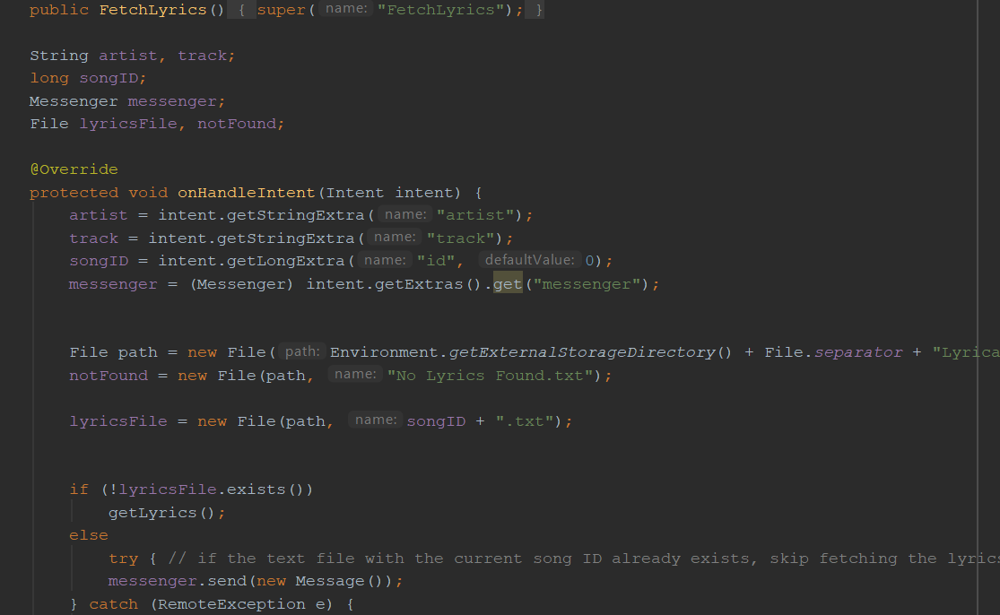 public FetchLyrics() { super( name: "FetchLyrics"); }
String artist, track;
long songID;
Messenger messenger;
File lyricsFile, notFound;
@Override
protected void onHandleIntent(Intent intent) {
artist = intent.getStringExtra( name: "artist");
track = intent.getStringExtra( name: "track");
songID = intent.getLongExtra( name: "id", defaultValue: 0);
messenger = (Messenger) intent.getExtras().get("messenger");
File path = new File( path: Environment.getExternalStorageDirectory() + File.separator + "Lyrica
notFound = new File(path, name: "No Lyrics Found.txt");
lyricsFile = new File(path, name: songID + ".txt");
if (!lyricsFile.exists())
getLyrics();
else
try { // if the text file with the current song ID already exists, skip fetching the lyrics
messenger.send(new Message());
} catch (RemoteException e) {